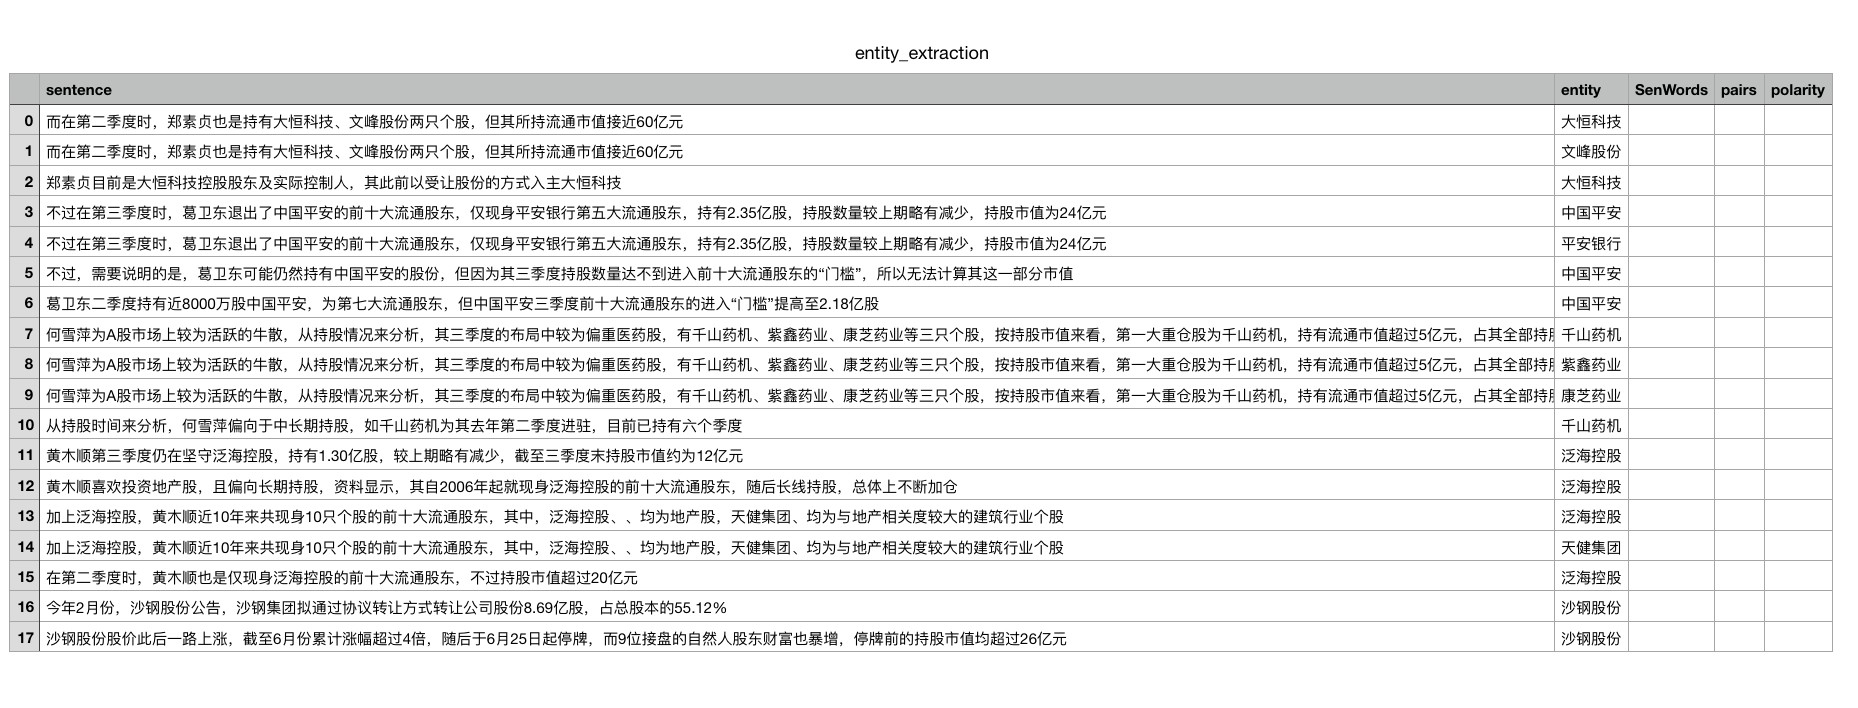 entity_extraction
sentence entity SenWords pairs polarity
0 而在第二季度时，郑素贞也是持有大恒科技、文峰股份两只个股，但其所持流通市值接近60亿元 大恒科技
1 而在第二季度时，郑素贞也是持有大恒科技、文峰股份两只个股，但其所持流通市值接近60亿元 文峰股份
2 郑素贞目前是大恒科技控股股东及实际控制人，其此前以受让股份的方式入主大恒科技 大恒科技
3 不过在第三季度时，葛卫东退出了中国平安的前十大流通股东，仅现身平安银行第五大流通股东，持有2.35亿股，持股数量较上期略有减少，持股市值为24亿元 中国平安
4 不过在第三季度时，葛卫东退出了中国平安的前十大流通股东，仅现身平安银行第五大流通股东，持有2.35亿股，持股数量较上期略有减少，持股市值为24亿元 平安银行
5 不过，需要说明的是，葛卫东可能仍然持有中国平安的股份，但因为其三季度持股数量达不到进入前十大流通股东的“门槛”，所以无法计算其这一部分市值 中国平安
6 葛卫东二季度持有近8000万股中国平安，为第七大流通股东，但中国平安三季度前十大流通股东的进入“门槛”提高至2.18亿股 中国平安
7 何雪萍为A股市场上较为活跃的牛散，从持股情况来分析，其三季度的布局中较为偏重医药股，有千山药机、紫鑫药业、康芝药业等三只个股，按持股市值来看，第一大重仓股为千山药机，持有流通市值超过5亿元，占其全部持股 千山药机
8 何雪萍为A股市场上较为活跃的牛散，从持股情况来分析，其三季度的布局中较为偏重医药股，有千山药机、紫鑫药业、康芝药业等三只个股，按持股市值来看，第一大重仓股为千山药机，持有流通市值超过5亿元，占其全部持股 紫鑫药业
9 何雪萍为A股市场上较为活跃的牛散，从持股情况来分析，其三季度的布局中较为偏重医药股，有千山药机、紫鑫药业、康芝药业等三只个股，按持股市值来看，第一大重仓股为千山药机，持有流通市值超过5亿元，占其全部持股 康芝药业
10 从持股时间来分析，何雪萍偏向于中长期持股，如千山药机为其去年第二季度进驻，目前已持有六个季度 千山药机
11 黄木顺第三季度仍在坚守泛海控股，持有1.30亿股，较上期略有减少，截至三季度末持股市值约为12亿元 泛海控股
12 黄木顺喜欢投资地产股，且偏向长期持股，资料显示，其自2006年起就现身泛海控股的前十大流通股东，随后长线持股，总体上不断加仓 泛海控股
13 加上泛海控股，黄木顺近10年来共现身10只个股的前十大流通股东，其中，泛海控股、、均为地产股，天健集团、均为与地产相关度较大的建筑行业个股 泛海控股
14 加上泛海控股，黄木顺近10年来共现身10只个股的前十大流通股东，其中，泛海控股、、均为地产股，天健集团、均为与地产相关度较大的建筑行业个股 天健集团
15 在第二季度时，黄木顺也是仅现身泛海控股的前十大流通股东，不过持股市值超过20亿元 泛海控股
16 今年2月份，沙钢股份公告，沙钢集团拟通过协议转让方式转让公司股份8.69亿股，占总股本的55.12% 沙钢股份
17 沙钢股份股价此后一路上涨，截至6月份累计涨幅超过4倍，随后于6月25日起停牌，而9位接盘的自然人股东财富也暴增，停牌前的持股市值均超过26亿元 沙钢股份